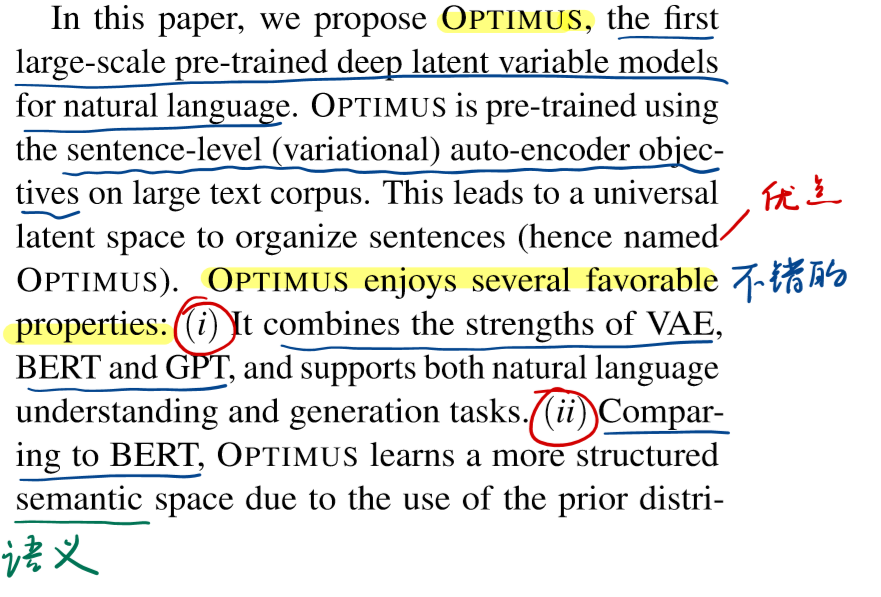 In this paper, we propose OPTIMUS, the first
large-scale pre-trained deep latent variable models
for natural language. OPTIMUS is pre-trained using
the sentence-level (variational) auto-encoder objec-
tives on large text corpus. This leads to a universal
优点
latent space to organize sentences (hence named
OPTIMUS). OPTIMUS enjoys several favorable
不错的
properties: (i) It combines the strengths of VAE,
BERT and GPT, and supports both natural language
understanding and generation tasks. (ii) Compar-
ing to BERT, OPTIMUS learns a more structured
semantic space due to the use of the prior distri-
语义